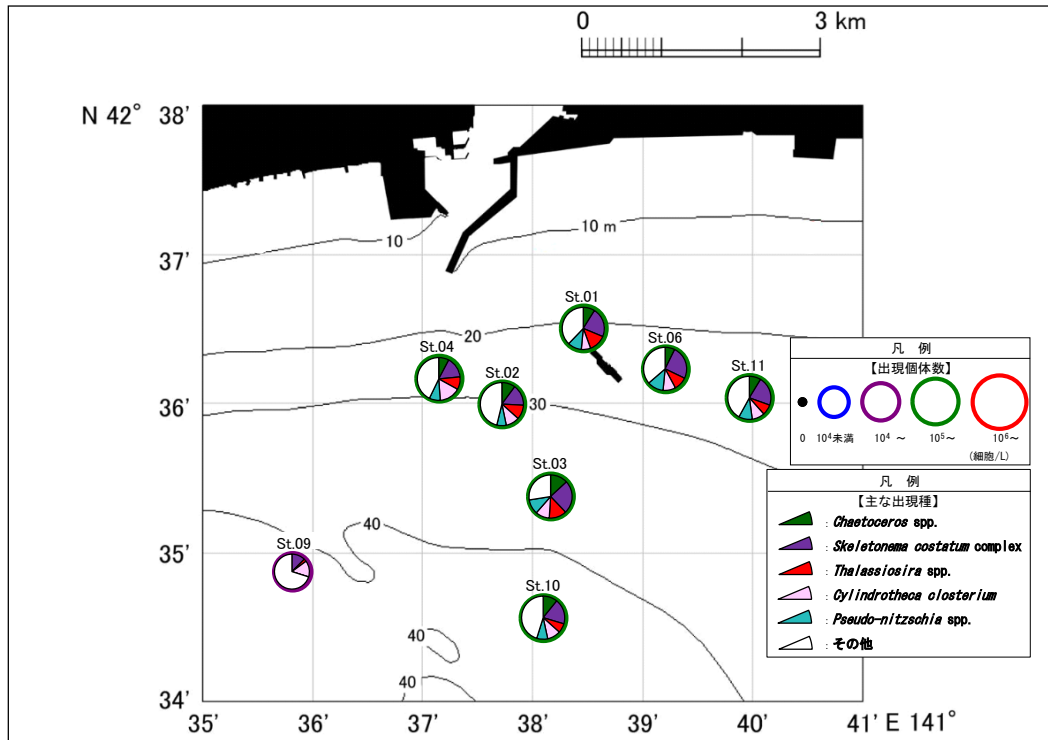 0 3 km
N 42° 38'
10
10 m
37'
St.01
20
St.04
St.06
St.02
St.11
36'
30
St.03
40
St.09
35'
St.10
40
40
34'
35' 36' 37' 38' 39' 40' 41' E 141°
凡 例
【出現個体数】
0 10⁴未満 10⁴ ~ 10⁵~ 10⁶~
(細胞/L)
凡 例
【主な出現種】
: Chaetoceros spp.
: Skeletonema costatum complex
: Thalassiosira spp.
: Cylindrotheca closterium
: Pseudo-nitzschia spp.
: その他